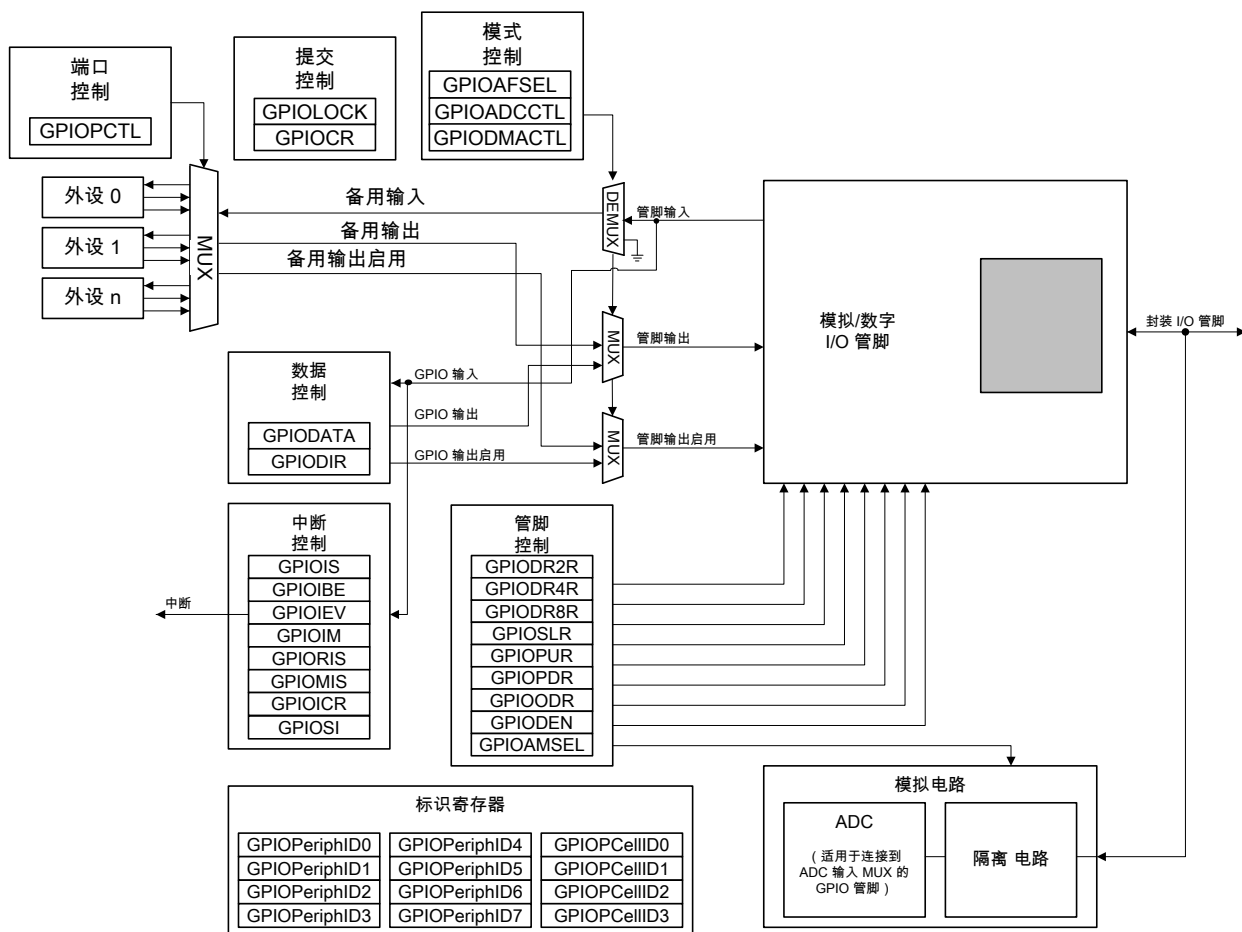 端口
控制
GPIOPCTL
提交
控制
GPIOLOCK
GPIOCR
模式
控制
GPIOAFSEL
GPIOADCCTL
GPIODMACTL
外设 0
外设 1
外设 n
MUX
备用输入
备用输出
备用输出启用
DEMUX
管脚输入
MUX
管脚输出
MUX
管脚输出启用
模拟/数字
I/O 管脚
封装 I/O 管脚
数据
控制
GPIODATA
GPIODIR
GPIO 输入
GPIO 输出
GPIO 输出启用
中断
控制
GPIOIS
GPIOIBE
GPIOIEV
GPIOIM
GPIORIS
GPIOMIS
GPIOICR
GPIOSI
中断
管脚
控制
GPIODR2R
GPIODR4R
GPIODR8R
GPIOSLR
GPIOPUR
GPIOPDR
GPIOODR
GPIODEN
GPIOAMSEL
模拟电路
ADC
（适用于连接到
ADC 输入 MUX 的
GPIO 管脚）
隔离 电路
标识寄存器
GPIOPeriphID0
GPIOPeriphID1
GPIOPeriphID2
GPIOPeriphID3
GPIOPeriphID4
GPIOPeriphID5
GPIOPeriphID6
GPIOPeriphID7
GPIOPCellID0
GPIOPCellID1
GPIOPCellID2
GPIOPCellID3